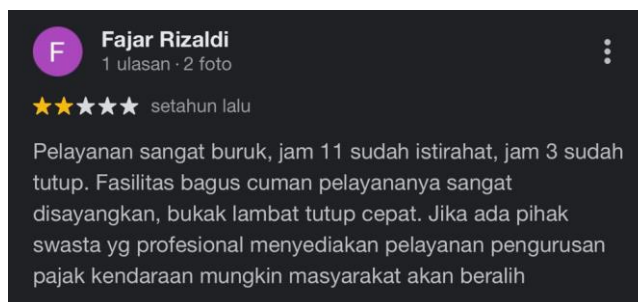 F
Fajar Rizaldi
1 ulasan · 2 foto
setahun lalu
Pelayanan sangat buruk, jam 11 sudah istirahat, jam 3 sudah
tutup. Fasilitas bagus cuman pelayananya sangat
disayangkan, bukak lambat tutup cepat. Jika ada pihak
swasta yg profesional menyediakan pelayanan pengurusan
pajak kendaraan mungkin masyarakat akan beralih